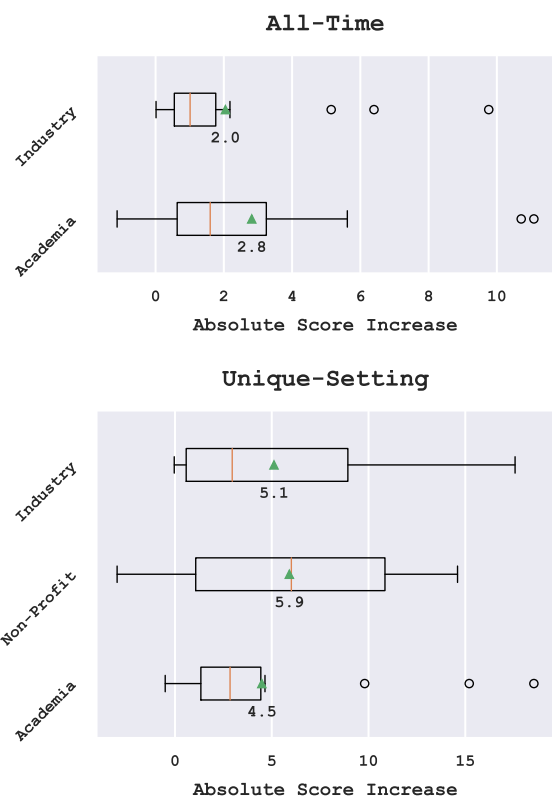 All-Time
Industry
2.0
Academia
2.8
0 2 4 6 8 10
Absolute Score Increase
Unique-Setting
Industry
5.1
Non-Profit
5.9
Academia
4.5
0 5 10 15
Absolute Score Increase